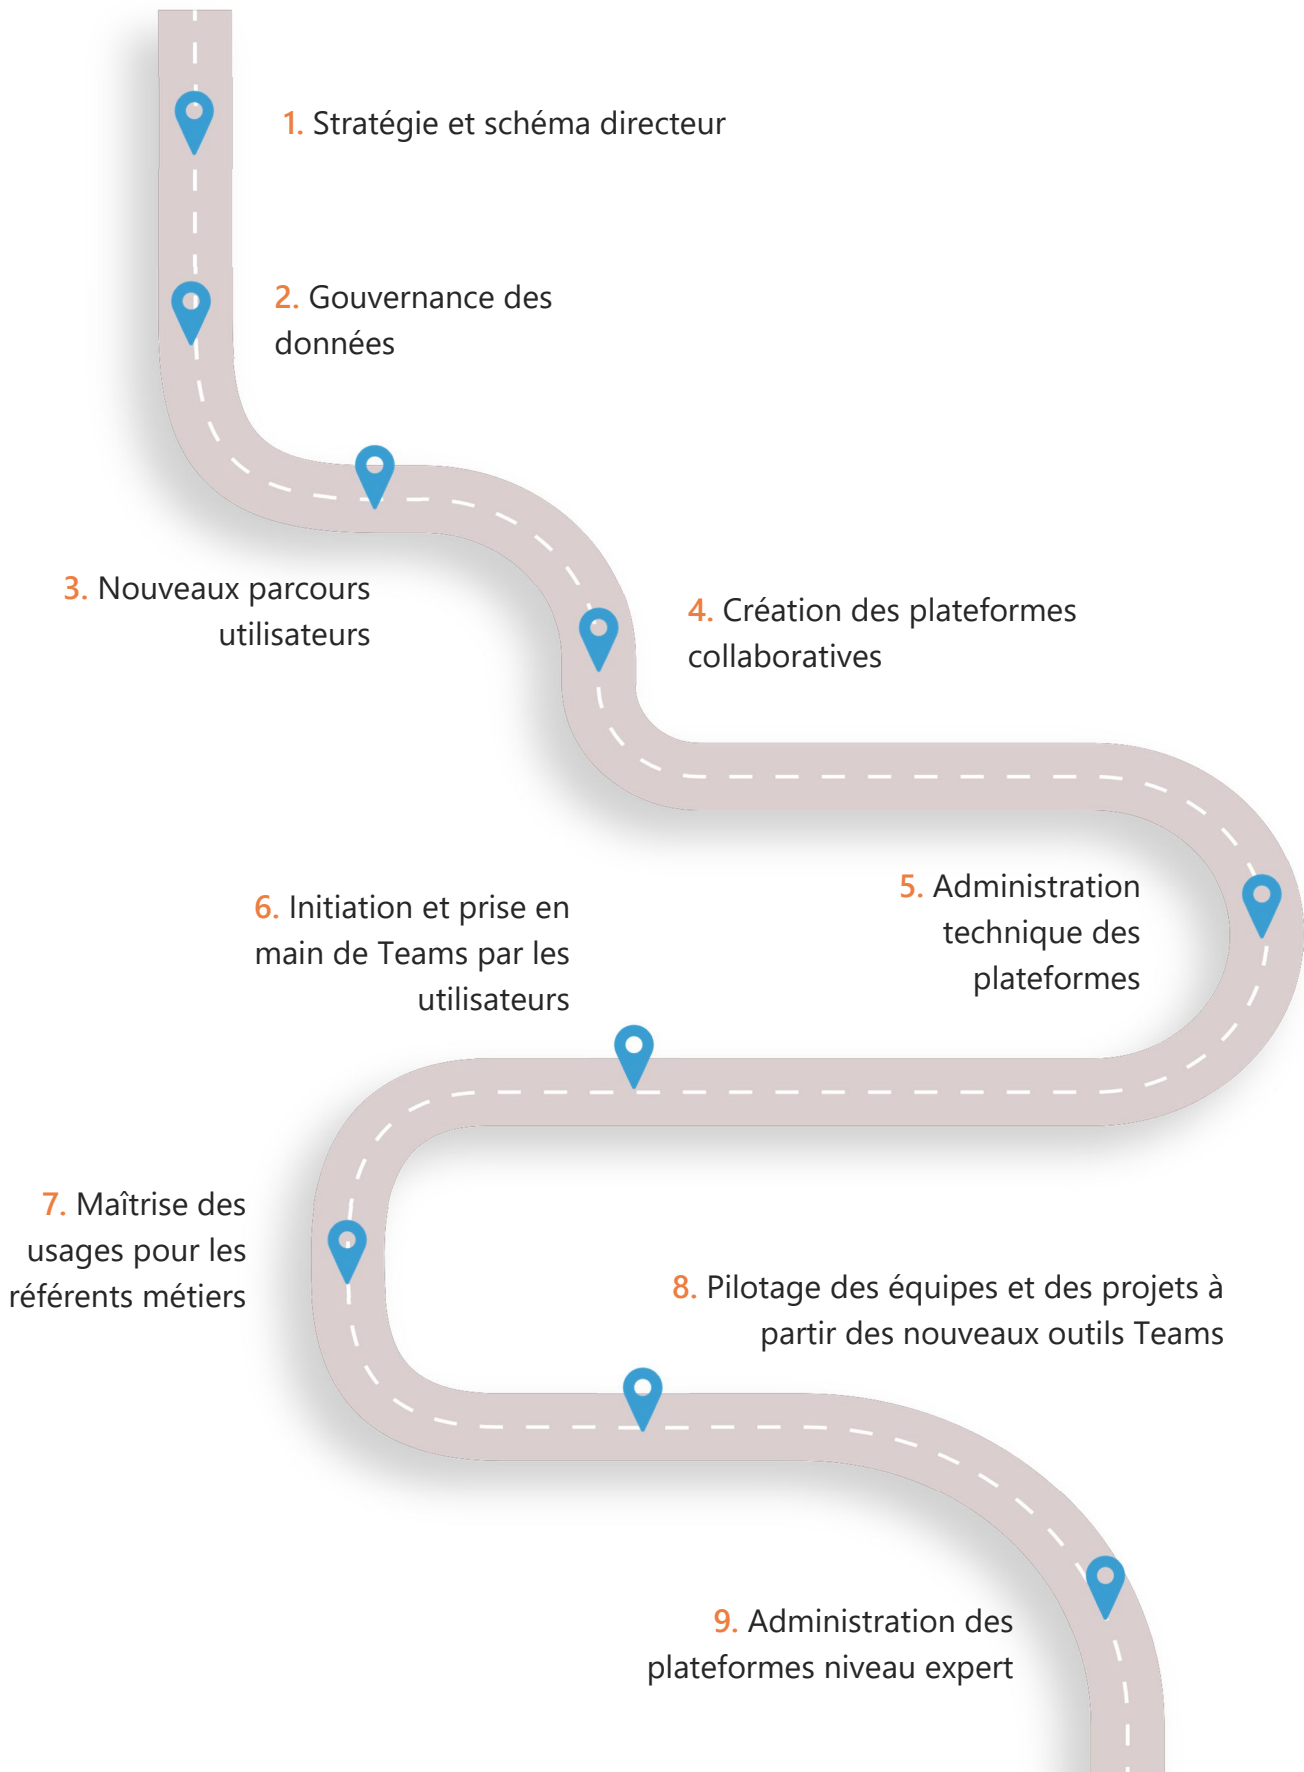 1. Stratégie et schéma directeur
2. Gouvernance des
données
3. Nouveaux parcours
utilisateurs
4. Création des plateformes
collaboratives
5. Administration
technique des
plateformes
6. Initiation et prise en
main de Teams par les
utilisateurs
7. Maîtrise des
usages pour les
référents métiers
8. Pilotage des équipes et des projets à
partir des nouveaux outils Teams
9. Administration des
plateformes niveau expert